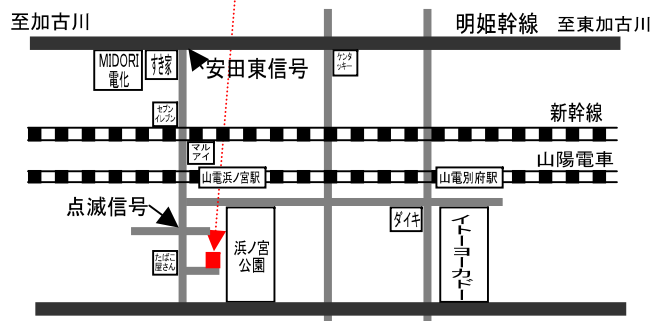 至加古川
明姫幹線
至東加古川
MIDORI
電化
すき家
安田東信号
ケンタ
ッキー
セブン
イレブン
新幹線
マル
アイ
山陽電車
山電浜ノ宮駅
山電別府駅
点滅信号
ダイキ
イトーヨーカドー
浜ノ宮
公園
たばこ
屋さん